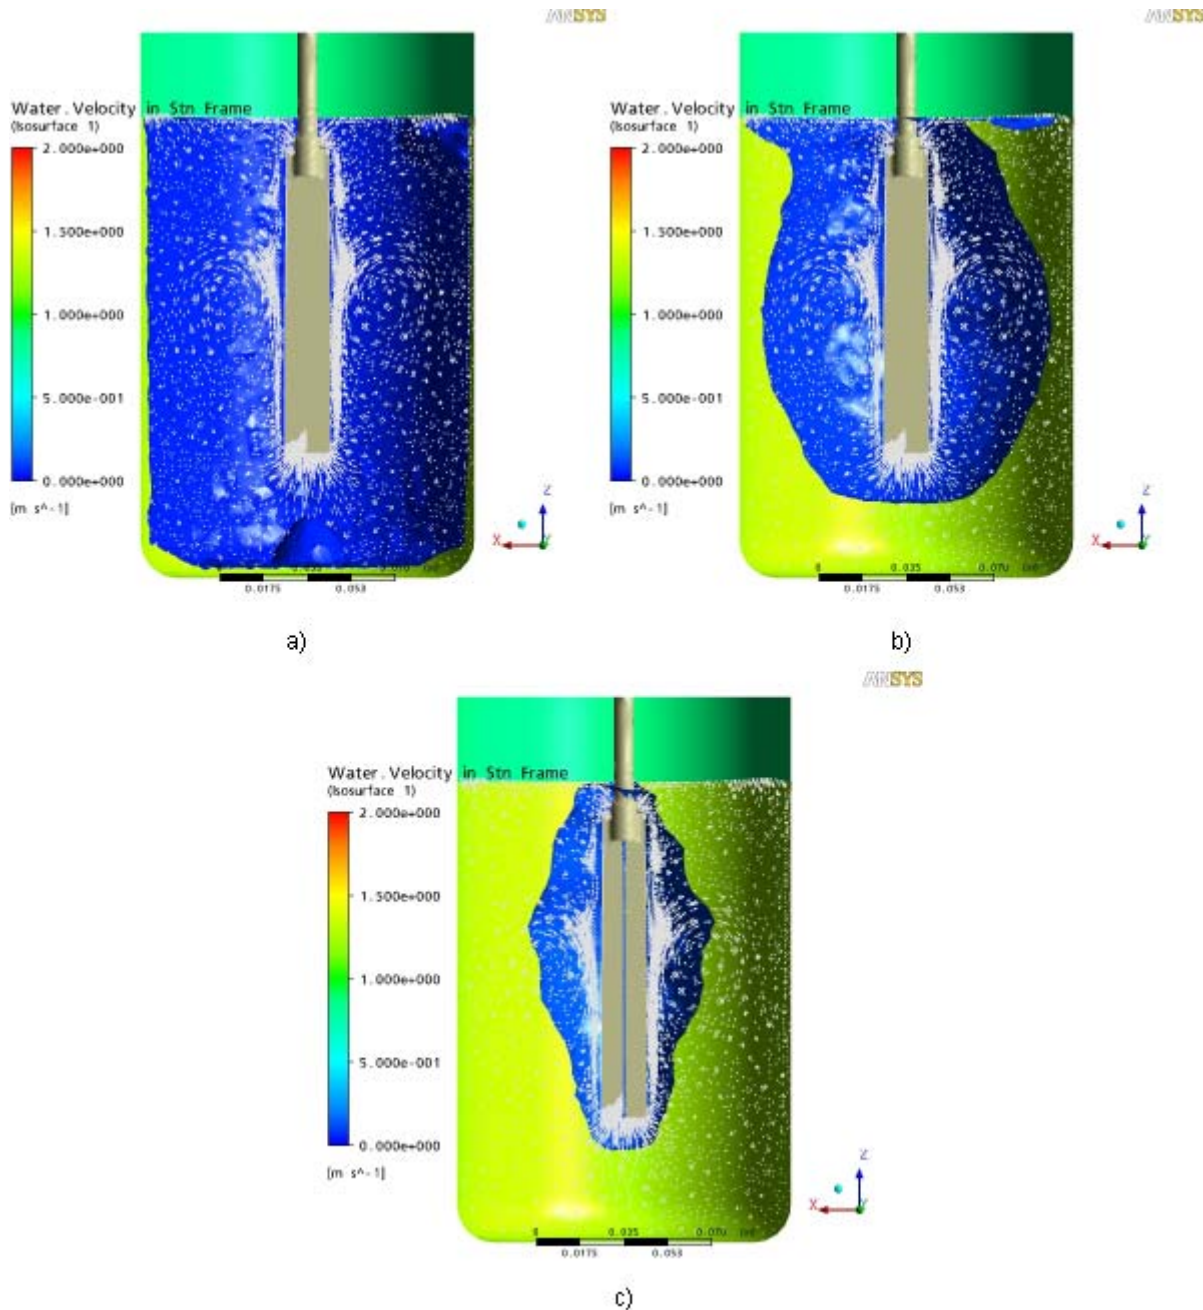 ANSYS
Water.Velocity in Stn Frame
(Isosurface 1)
2.000e+000
1.500e+000
1.000e+000
5.000e-001
0.000e+000
[m s^-1]
Z
X
Y
0.035
0.070
0.0175
0.053
a)
ANSYS
Water.Velocity in Stn Frame
(Isosurface 1)
2.000e+000
1.500e+000
1.000e+000
5.000e-001
0.000e+000
[m s^-1]
Z
X
Y
0
0.035
0.070
0.0175
0.053
b)
ANSYS
Water.Velocity in Stn Frame
(Isosurface 1)
2.000e+000
1.500e+000
1.000e+000
5.000e-001
0.000e+000
[m s^-1]
Z
X
Y
0
0.035
0.070
0.0175
0.053
c)